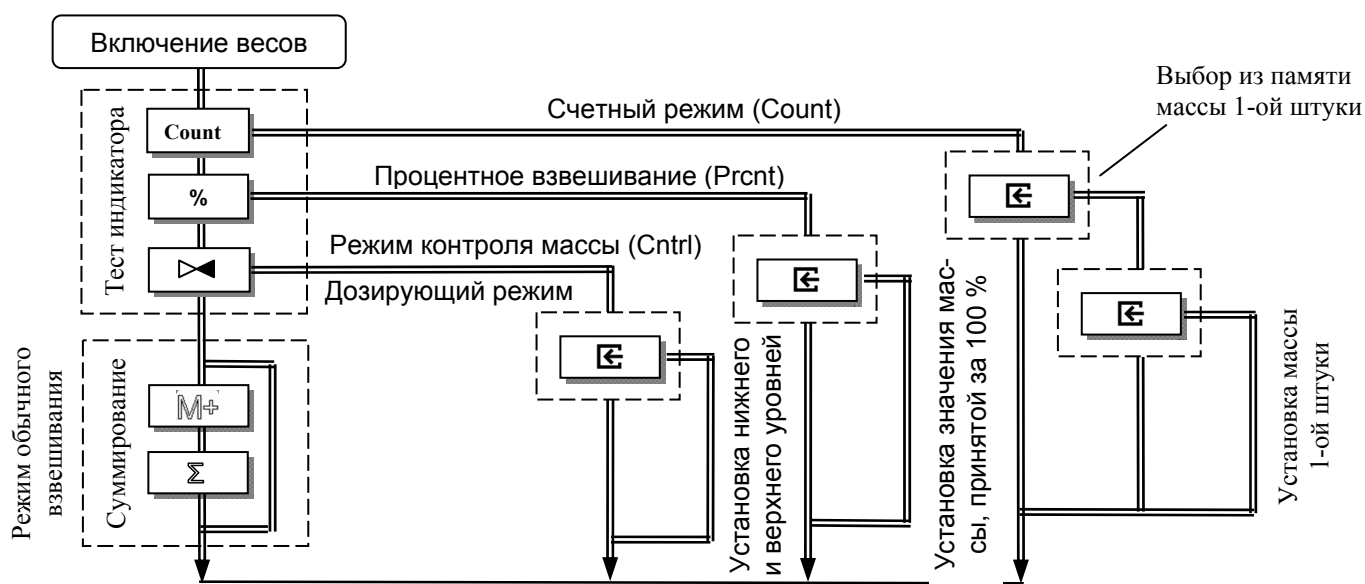 Включение весов
Тест индикатора
Count
%
Счетный режим (Count)
Выбор из памяти
массы 1-ой штуки
Процентное взвешивание (Prcnt)
Режим контроля массы (Cntrl)
Дозирующий режим
Режим обычного
взвешивания
Суммирование
M+
Σ
Установка нижнего
и верхнего уровней
Установка значения мас-
сы, принятой за 100 %
Установка массы
1-ой штуки